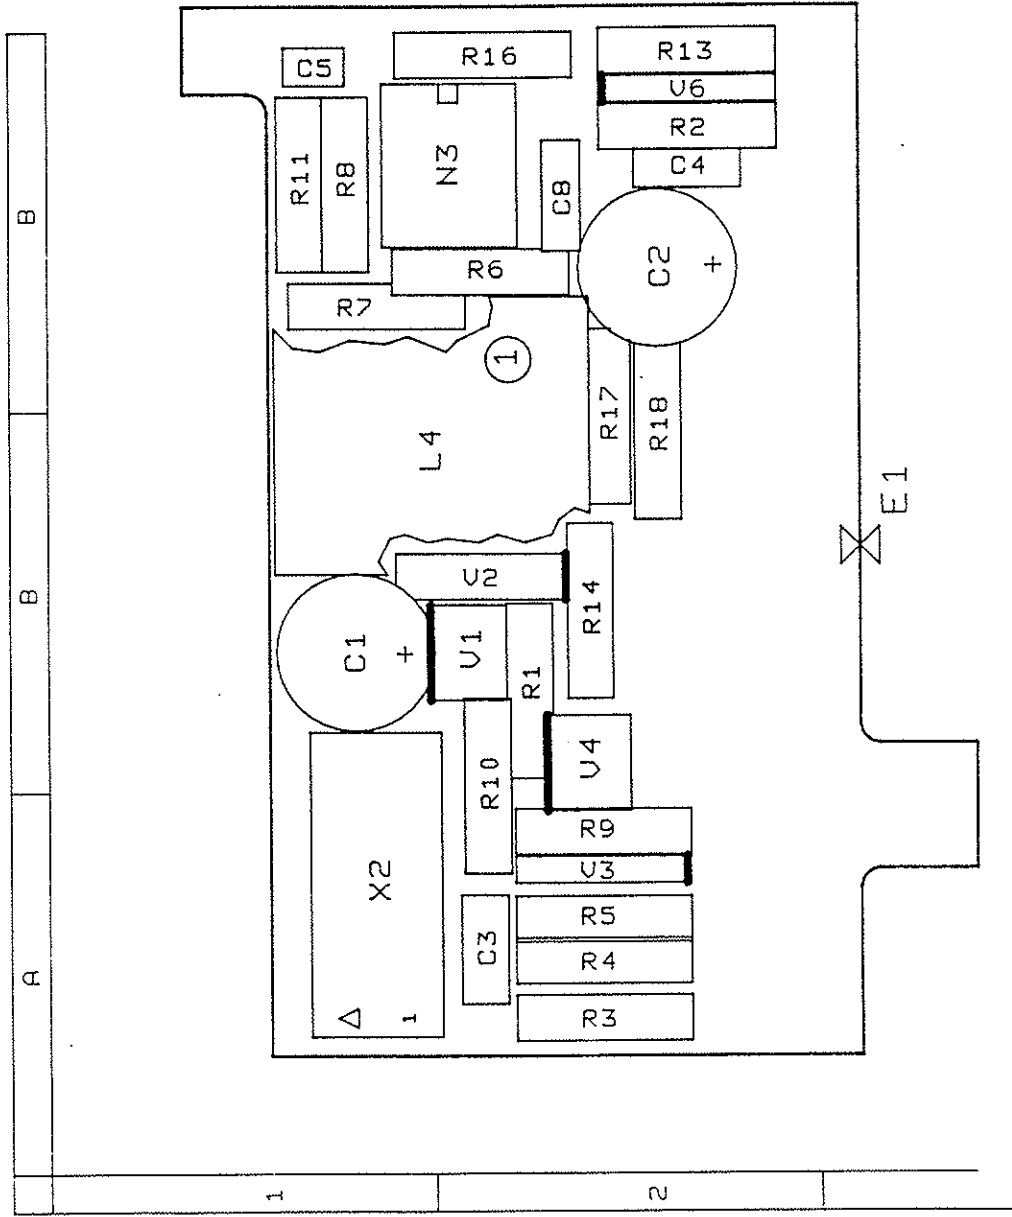 B
B
A
1
2
C5
R16
R13
V6
R2
C4
R11
R8
N3
C8
R6
C2
+
R7
1
L4
R17
R18
E1
V2
R14
C1
+
V1
R1
R10
V4
R9
V3
X2
1
C3
R5
R4
R3